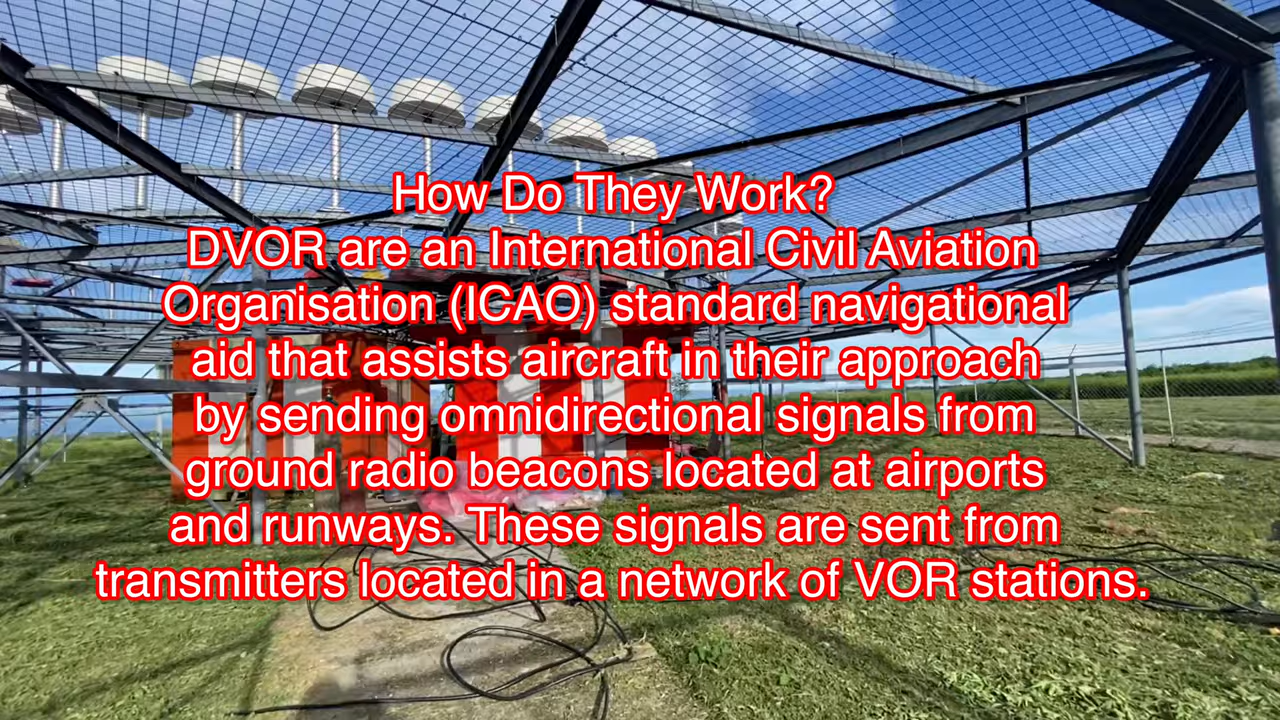 How Do They Work?
DVOR are an International Civil Aviation
Organisation (ICAO) standard navigational
aid that assists aircraft in their approach
by sending omnidirectional signals from
ground radio beacons located at airports
and runways. These signals are sent from
transmitters located in a network of VOR stations.